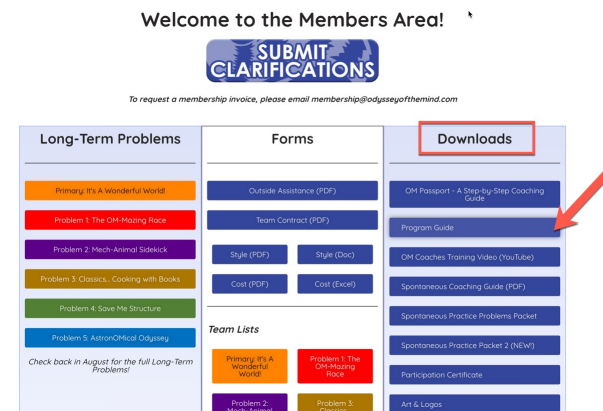 Welcome to the Members Area!
SUBMIT
CLARIFICATIONS
To request a membership invoice, please email membership@odysseyofthemind.com
Long-Term Problems
Primary: It's A Wonderful World!
Problem 1: The OM-Mazing Race
Problem 2: Mech-Animal Sidekick
Problem 3: Classics... Cooking with Books
Problem 4: Save Me Structure
Problem 5: AstronOMical Odyssey
Check back in August for the full Long-Term
Problems!
Forms
Outside Assistance (PDF)
Team Contract (PDF)
Style (PDF)
Style (Doc)
Cost (PDF)
Cost (Excel)
Team Lists
Primary: It's A
Wonderful
World!
Problem 1: The
OM-Mazing
Race
Problem 2:
Mech-Animal
Problem 3:
Classics...
Downloads
OM Passport - A Step-by-Step Coaching
Guide
Program Guide
OM Coaches Training Video (YouTube)
Spontaneous Coaching Guide (PDF)
Spontaneous Practice Problems Packet
Spontaneous Practice Packet 2 (NEW!)
Participation Certificate
Art & Logos